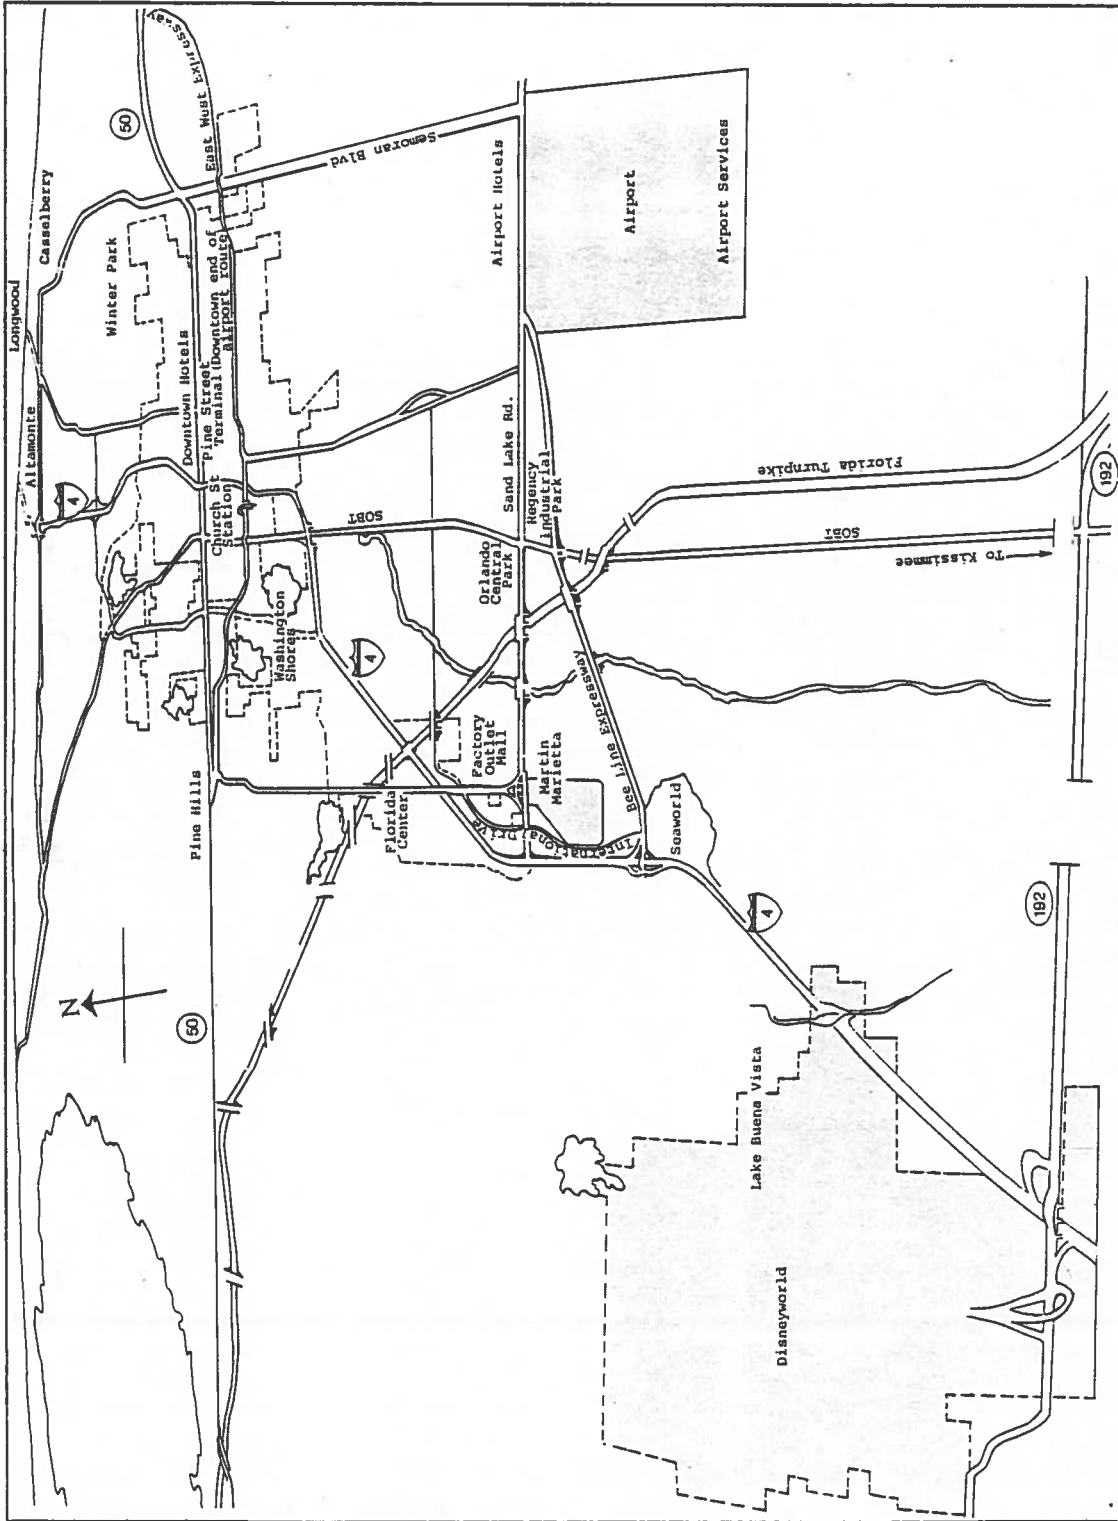 Longwood
Altamonte
Casselberry
East West Expressway
50
Winter Park
4
Downtown Hotels
Pine Street
Terminal (Downtown end of
airport route
Church St
Station
Semoran Blvd
Pine Hills
Washington
Shores
N
50
SOBT
4
Airport Hotels
Sand Lake Rd.
Regency
Industrial
Park
Orlando
Central
Park
Airport
Airport Services
Factory
Outlet
Mall
Martin
Marietta
Florida
Center
International Drive
Bee Line Expressway
Seaworld
Florida Turnpike
SOBT
To Kissimmee
192
4
192
Lake Buena Vista
Disneyworld